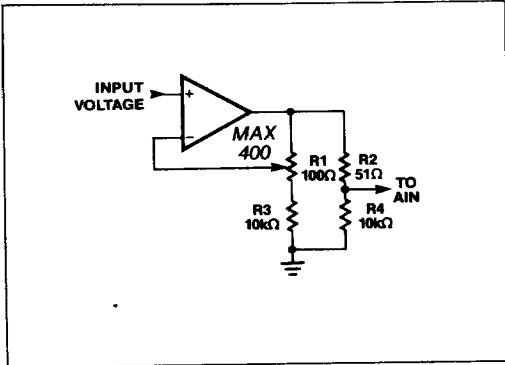 INPUT
VOLTAGE
+
−
MAX
400
R1
100Ω
R2
51Ω
TO
AIN
R3
10kΩ
R4
10kΩ